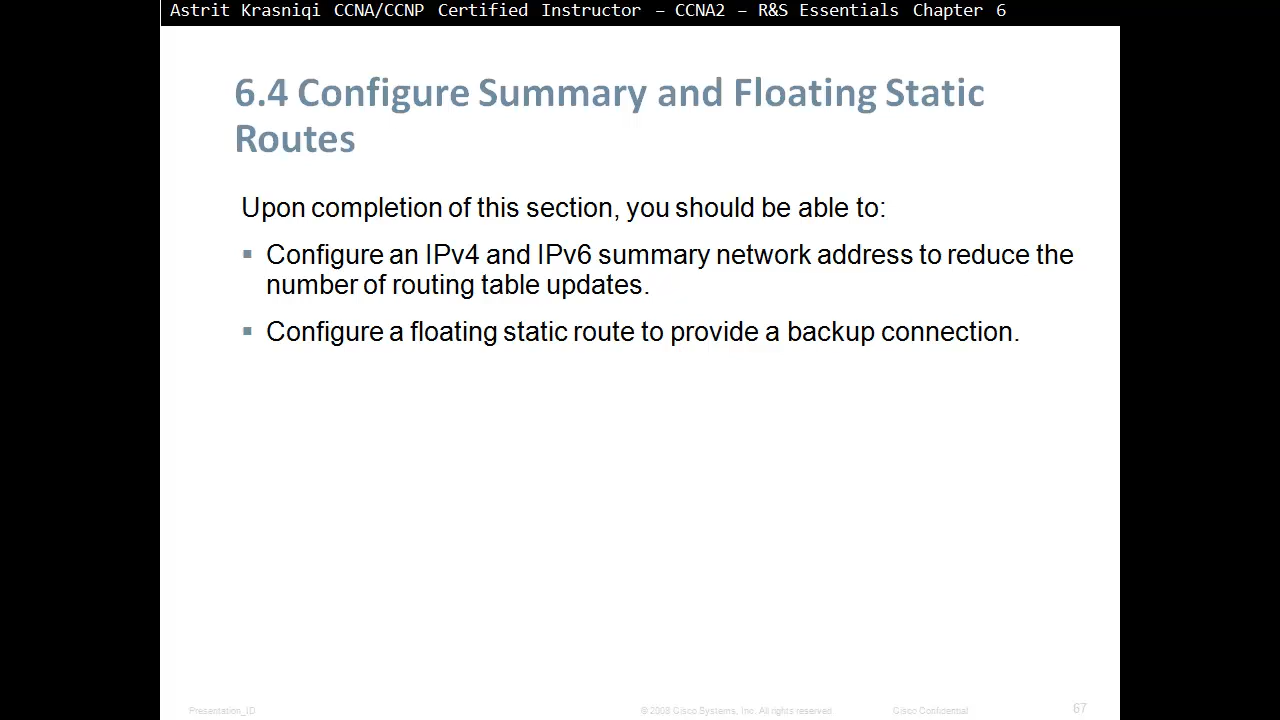 Astrit Krasniqi CCNA/CCNP Certified Instructor – CCNA2 – R&S Essentials Chapter 6
6.4 Configure Summary and Floating Static
Routes
Upon completion of this section, you should be able to:
▪ Configure an IPv4 and IPv6 summary network address to reduce the
number of routing table updates.
▪ Configure a floating static route to provide a backup connection.
Presentation_ID © 2008 Cisco Systems, Inc. All rights reserved. Cisco Confidential 67